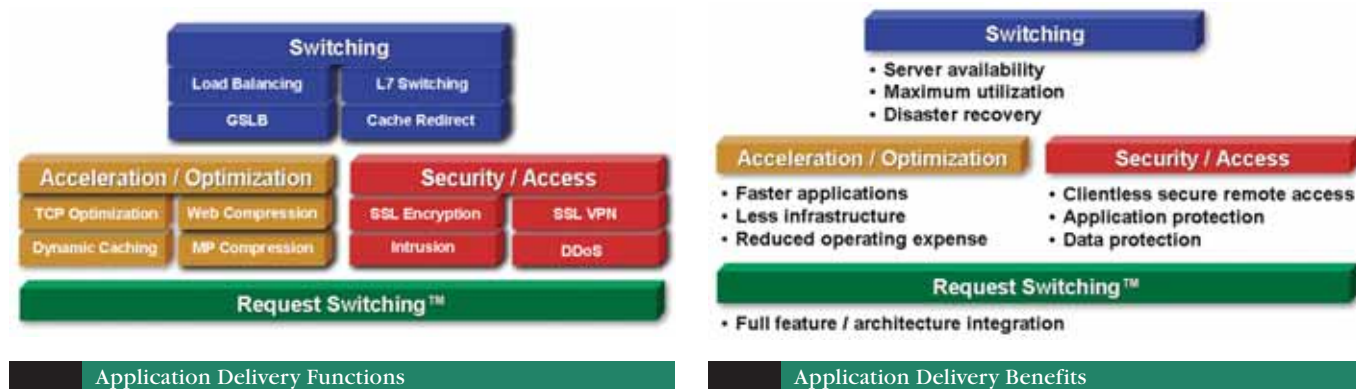 Switching
Load Balancing
L7 Switching
GSLB
Cache Redirect
Acceleration / Optimization
Security / Access
TCP Optimization
Web Compression
SSL Encryption
SSL VPN
Dynamic Caching
MP Compression
Intrusion
DDoS
Request Switching™
Application Delivery Functions
Switching
• Server availability
• Maximum utilization
• Disaster recovery
Acceleration / Optimization
• Faster applications
• Less infrastructure
• Reduced operating expense
Security / Access
• Clientless secure remote access
• Application protection
• Data protection
Request Switching™
• Full feature / architecture integration
Application Delivery Benefits